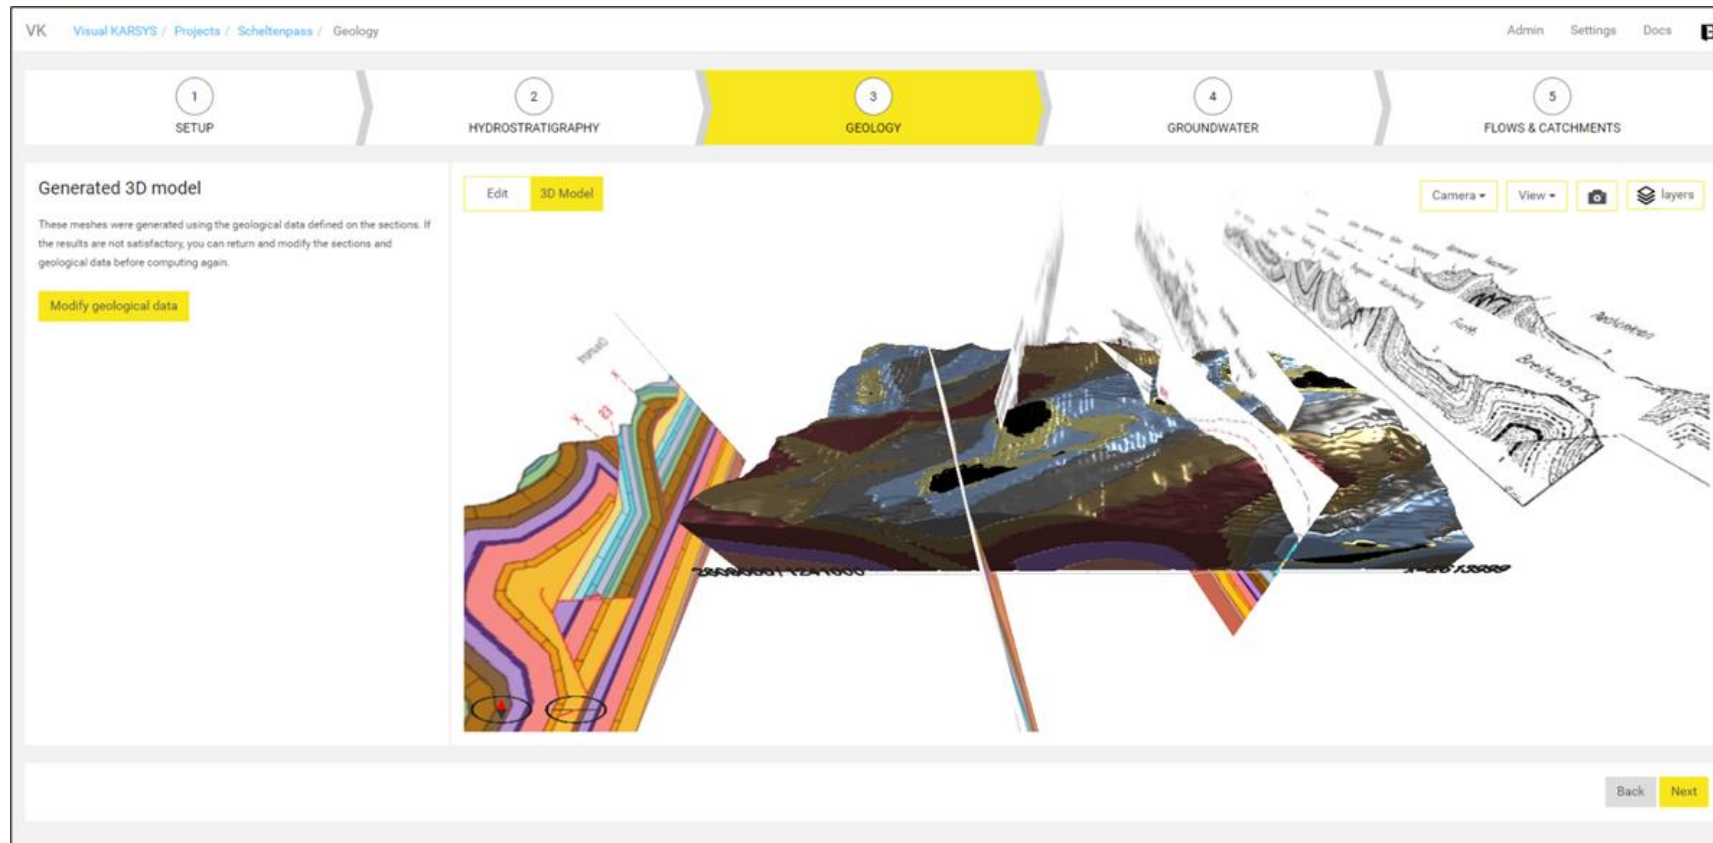 VK Visual KARSYS / Projects / Scheltenpass / Geology
Admin Settings Docs
1
SETUP
2
HYDROSTRATIGRAPHY
3
GEOLOGY
4
GROUNDWATER
5
FLOWS & CATCHMENTS
Generated 3D model
These meshes were generated using the geological data defined on the sections. If
the results are not satisfactory, you can return and modify the sections and
geological data before computing again.
Modify geological data
Edit 3D Model
Camera View layers
23
Breitenberg
Back Next